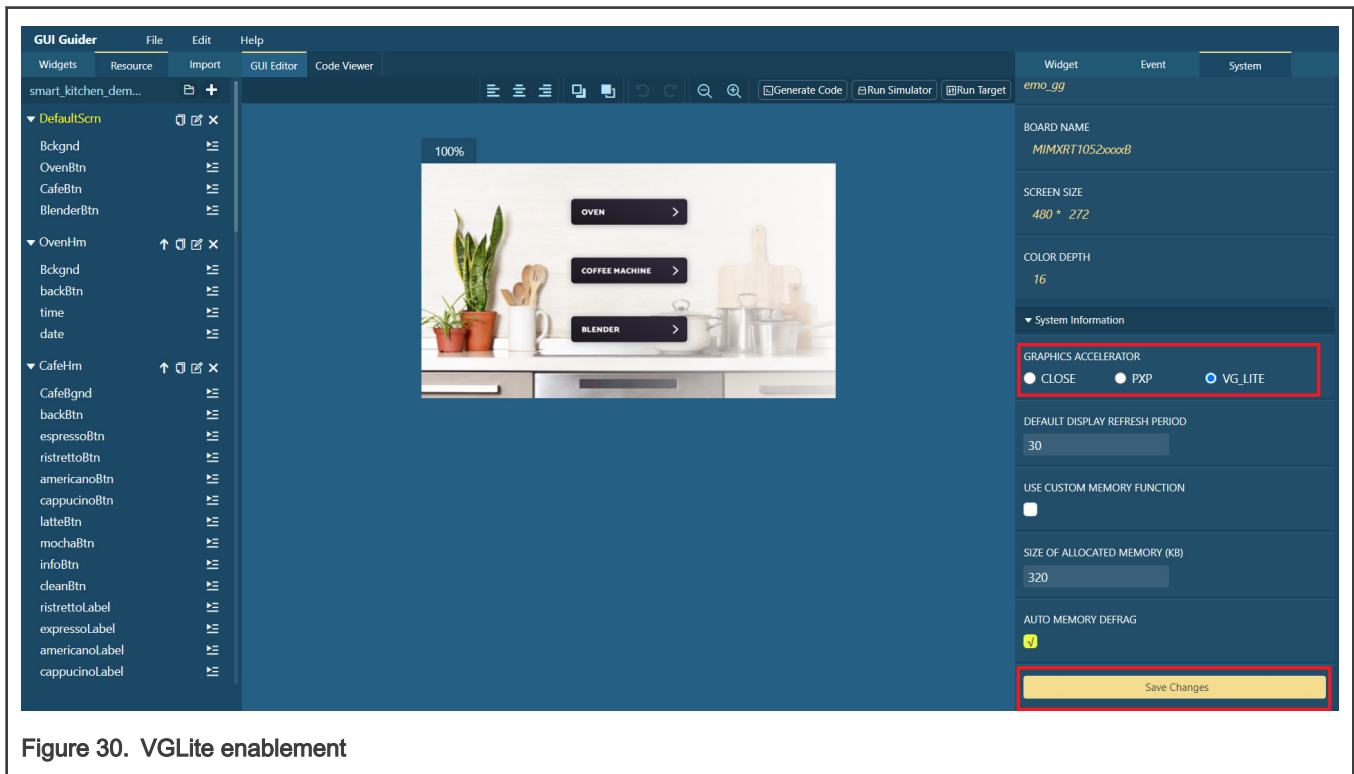 GUI Guider File Edit Help
Widgets Resource Import GUI Editor Code Viewer Widget Event System
smart_kitchen_dem...
Generate Code Run Simulator Run Target
emo_gg
DefaultScrn
Bckgnd
OvenBtn
CafeBtn
BlenderBtn
OvenHm
Bckgnd
backBtn
time
date
CafeHm
CafeBgnd
backBtn
espressoBtn
ristrettoBtn
americanoBtn
cappucinoBtn
latteBtn
mochaBtn
infoBtn
cleanBtn
ristrettoLabel
expressoLabel
americanoLabel
cappucinoLabel
100%
OVEN
COFFEE MACHINE
BLENDER
BOARD NAME
MIMXRT1052xxxxB
SCREEN SIZE
480 * 272
COLOR DEPTH
16
System Information
GRAPHICS ACCELERATOR
CLOSE PXP VG_LITE
DEFAULT DISPLAY REFRESH PERIOD
30
USE CUSTOM MEMORY FUNCTION
SIZE OF ALLOCATED MEMORY (KB)
320
AUTO MEMORY DEFRAG
Save Changes
Figure 30. VGLite enablement